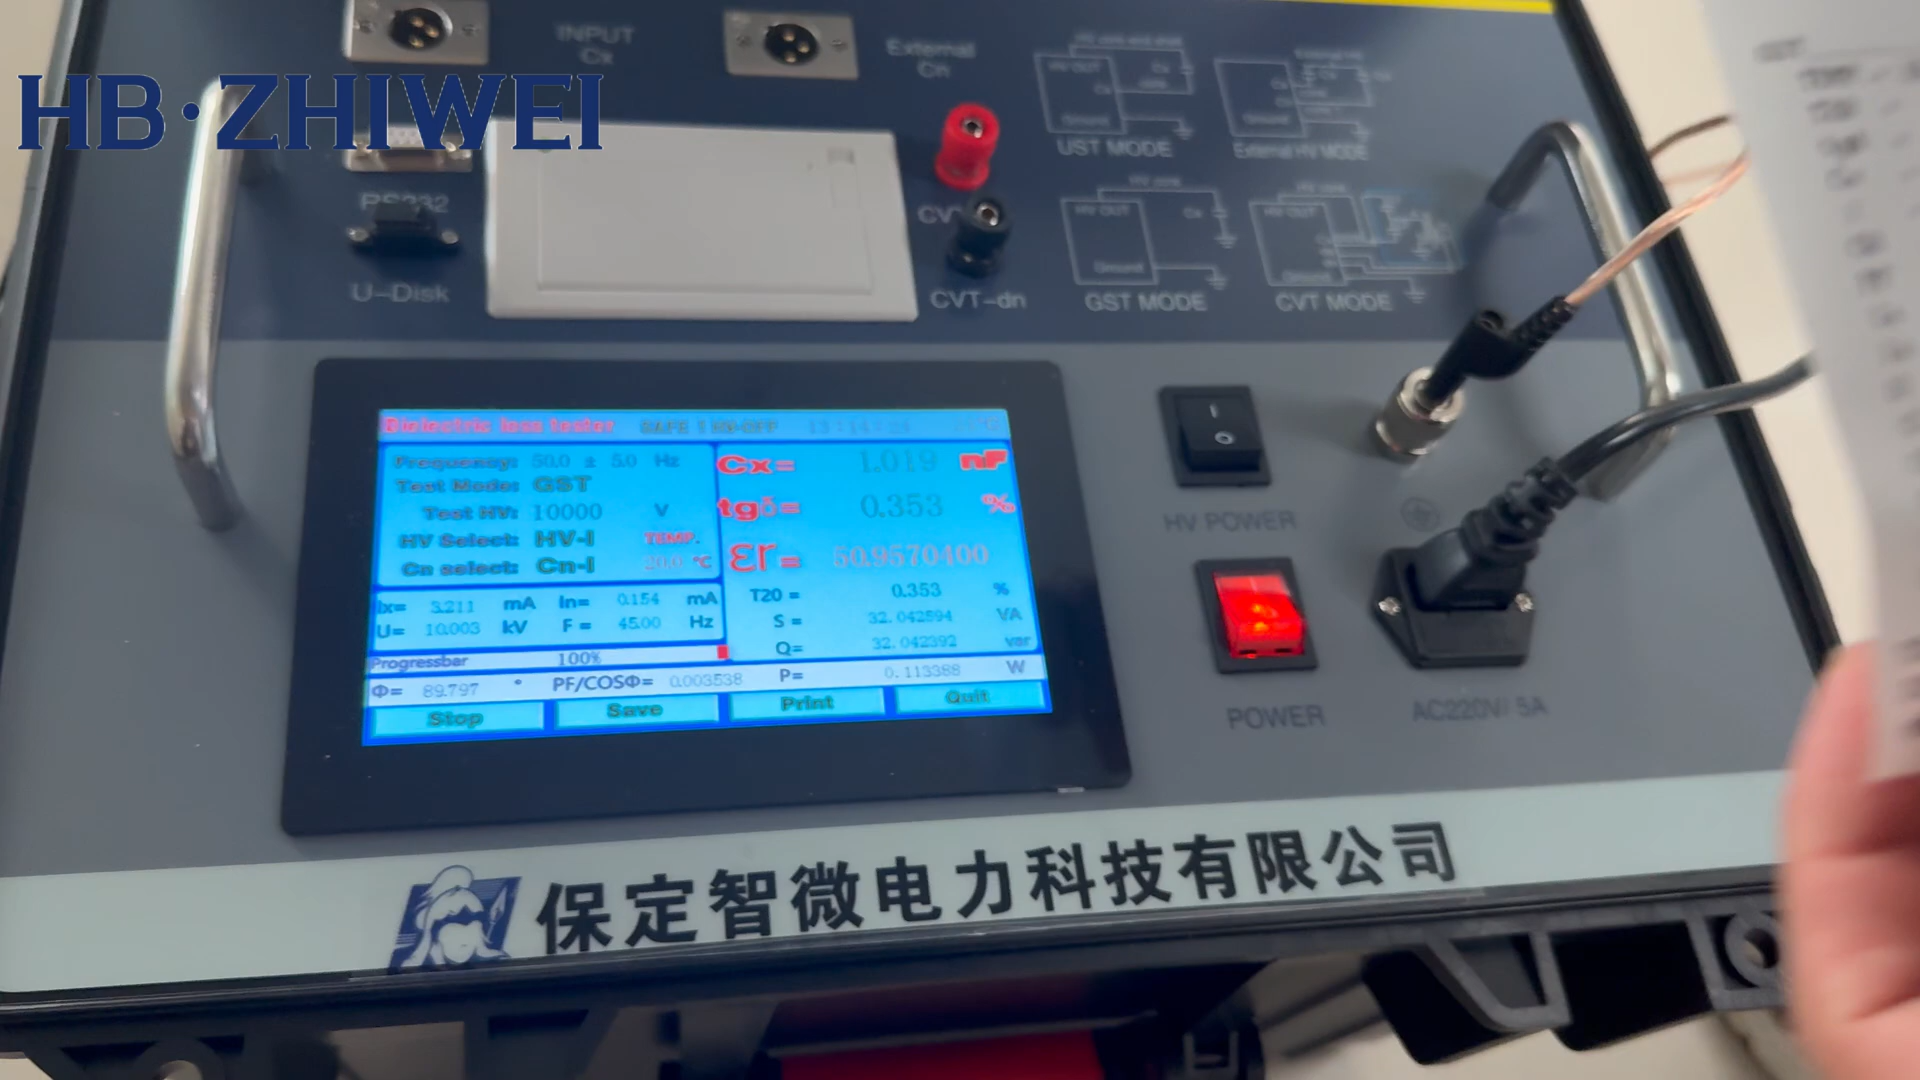 HB·ZHIWEI
INPUT
Cx
External
Cn
RS232
U-Disk
CVT-dn
UST MODE
External HV MODE
GST MODE
CVT MODE
HV OUT
Ground
Dielectric loss tester
Frequency: 50.0 ± 5.0 Hz
Test Mode: GST
Test HV: 10000 V
HV Select: HV-I TEMP.
Cn select: Cn-I 20.0 ℃
Ix= 3.211 mA In= 0.154 mA
U= 10.003 kV F= 45.00 Hz
Cx= 1.019 nF
tgδ= 0.353 %
εr= 50.9570400
T20 = 0.353 %
S = 32.042594 VA
Q= 32.042392 var
Progressbar 100%
Φ= 89.797 ° PF/COSΦ= 0.003538 P= 0.113388 W
Stop Save Print Quit
HV POWER
POWER
AC220V/ 5A
保定智微电力科技有限公司